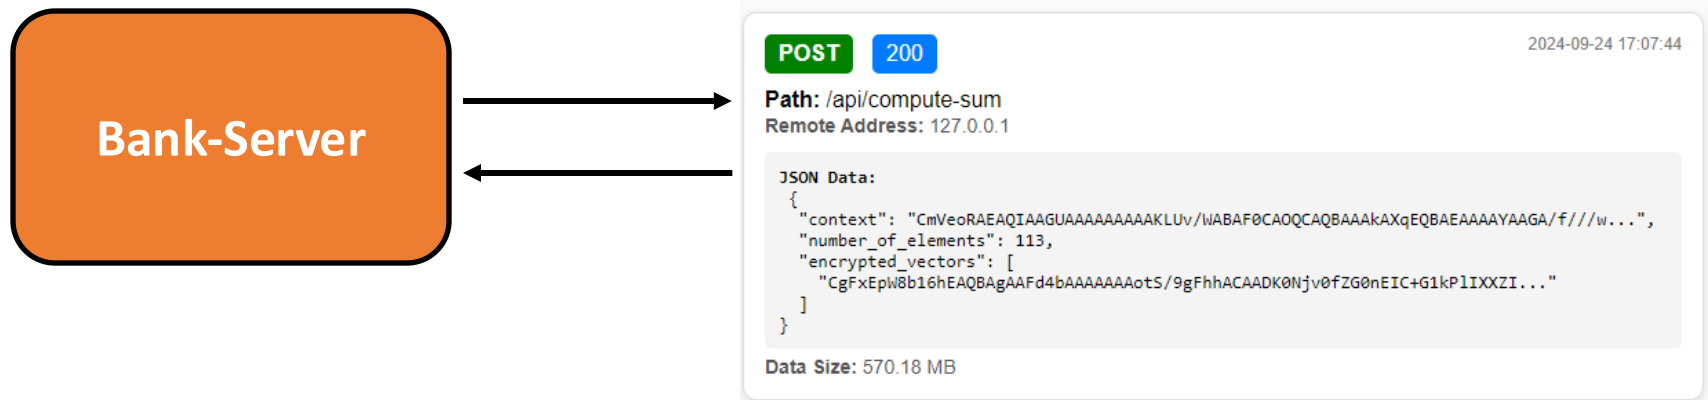 Bank-Server
POST 200 2024-09-24 17:07:44
Path: /api/compute-sum
Remote Address: 127.0.0.1
JSON Data:
{
"context": "CmVeoRAEAQIAAGUAAAAAAAAAAKLUv/WABAF0CAOQCAQBAAAkAXqEQBAEAAAAYAAGA/f///w...",
"number_of_elements": 113,
"encrypted_vectors": [
"CgFxEpW8b16hEAQBAgAAFd4bAAAAAAAotS/9gFhhACAADK0Njv0fZG0nEIC+G1kPlIXXZI..."
]
}
Data Size: 570.18 MB